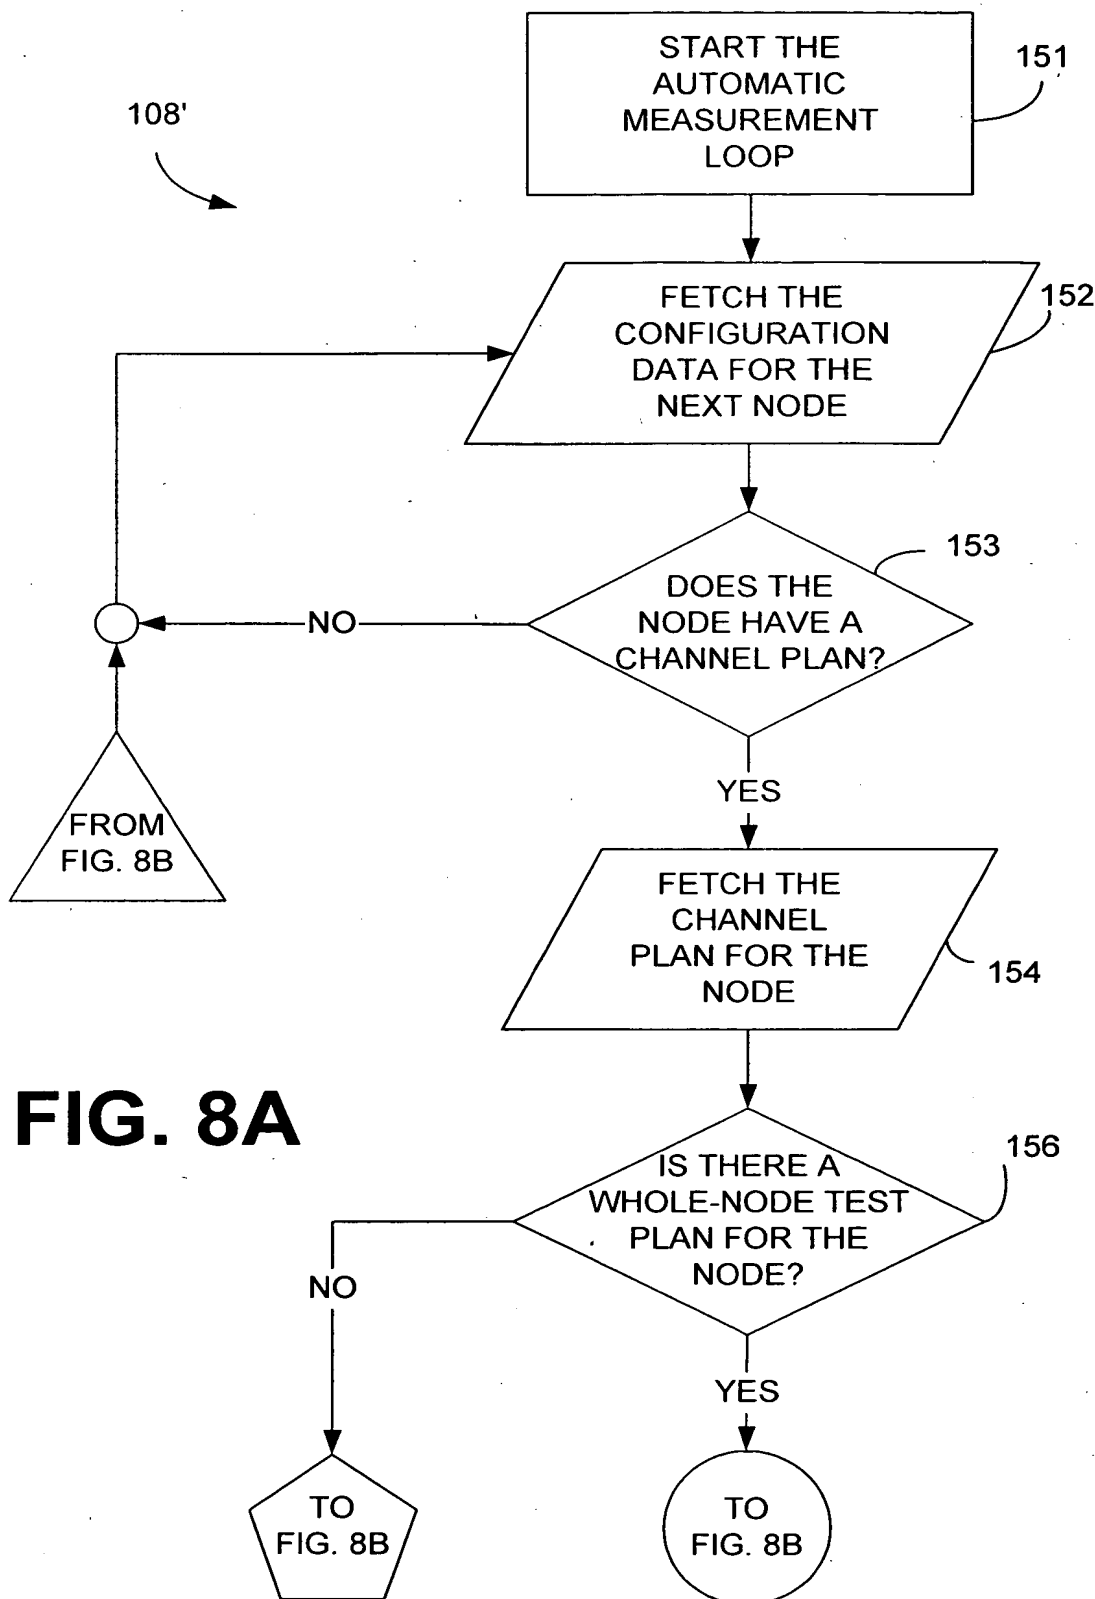 START THE
AUTOMATIC
MEASUREMENT
LOOP
151
108'
FETCH THE
CONFIGURATION
DATA FOR THE
NEXT NODE
152
DOES THE
NODE HAVE A
CHANNEL PLAN?
153
NO
YES
FROM
FIG. 8B
FETCH THE
CHANNEL
PLAN FOR THE
NODE
154
FIG. 8A
IS THERE A
WHOLE-NODE TEST
PLAN FOR THE
NODE?
156
NO
YES
TO
FIG. 8B
TO
FIG. 8B